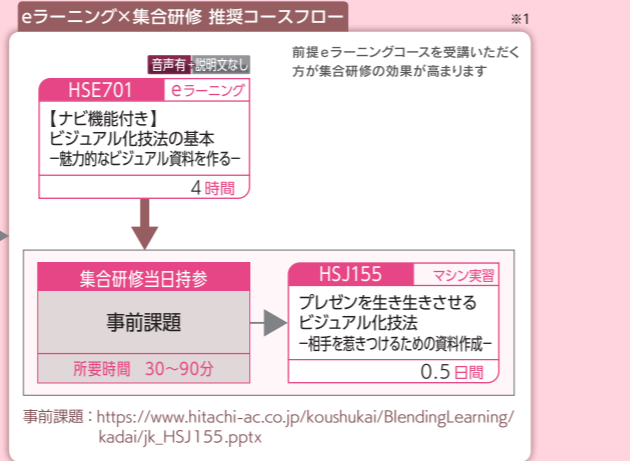 eラーニング×集合研修 推奨コースフロー
※1
前提eラーニングコースを受講いただく
方が集合研修の効果が高まります
音声有+説明文なし
HSE701 eラーニング
【ナビ機能付き】
ビジュアル化技法の基本
−魅力的なビジュアル資料を作る−
4時間
集合研修当日持参
事前課題
所要時間 30〜90分
HSJ155 マシン実習
プレゼンを生き生きさせる
ビジュアル化技法
−相手を惹きつけるための資料作成−
0.5日間
事前課題：https://www.hitachi-ac.co.jp/koushukai/BlendingLearning/
kadai/jk_HSJ155.pptx